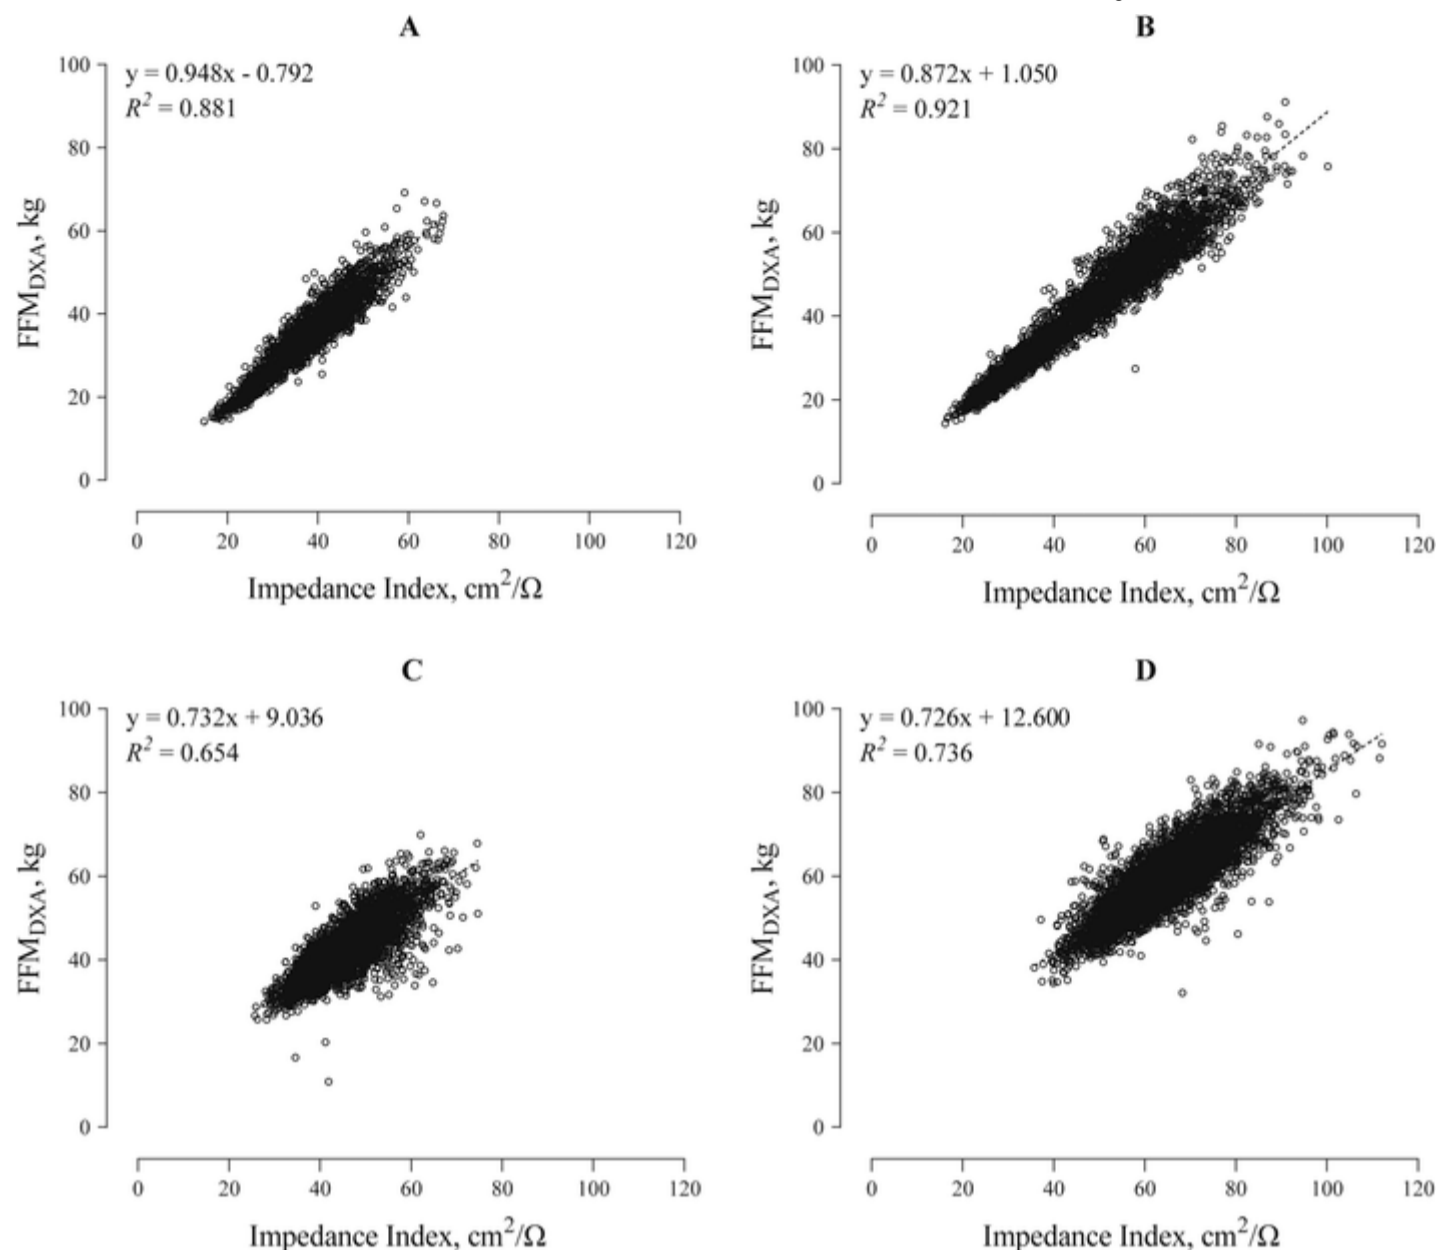 A
y = 0.948x - 0.792
R² = 0.881
100
80
60
40
20
0
FFM_DXA, kg
0 20 40 60 80 100 120
Impedance Index, cm²/Ω
B
y = 0.872x + 1.050
R² = 0.921
100
80
60
40
20
0
FFM_DXA, kg
0 20 40 60 80 100 120
Impedance Index, cm²/Ω
C
y = 0.732x + 9.036
R² = 0.654
100
80
60
40
20
0
FFM_DXA, kg
0 20 40 60 80 100 120
Impedance Index, cm²/Ω
D
y = 0.726x + 12.600
R² = 0.736
100
80
60
40
20
0
FFM_DXA, kg
0 20 40 60 80 100 120
Impedance Index, cm²/Ω